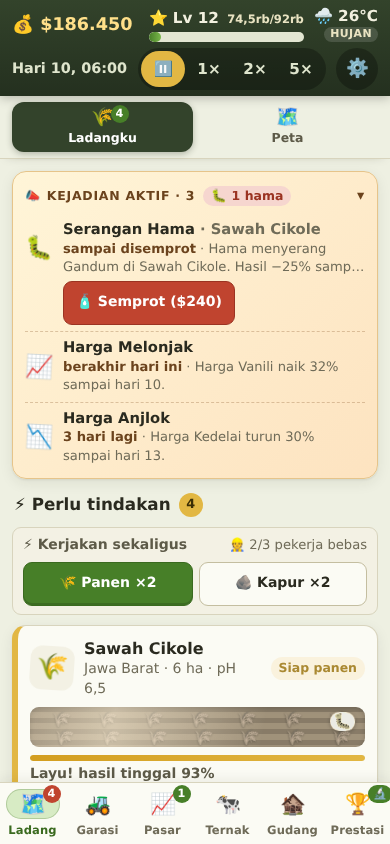 $186.450
Lv 12 74,5rb/92rb
26°C
HUJAN
Hari 10, 06:00
1× 2× 5×
4
Ladangku
Peta
KEJADIAN AKTIF · 3 1 hama ▼
Serangan Hama · Sawah Cikole
sampai disemprot · Hama menyerang
Gandum di Sawah Cikole. Hasil −25% samp…
Semprot ($240)
Harga Melonjak
berakhir hari ini · Harga Vanili naik 32%
sampai hari 10.
Harga Anjlok
3 hari lagi · Harga Kedelai turun 30%
sampai hari 13.
Perlu tindakan 4
Kerjakan sekaligus
2/3 pekerja bebas
Panen ×2
Kapur ×2
Sawah Cikole
Jawa Barat · 6 ha · pH
6,5
Siap panen
Layu! hasil tinggal 93%
4
1
Ladang
Garasi
Pasar
Ternak
Gudang
Prestasi